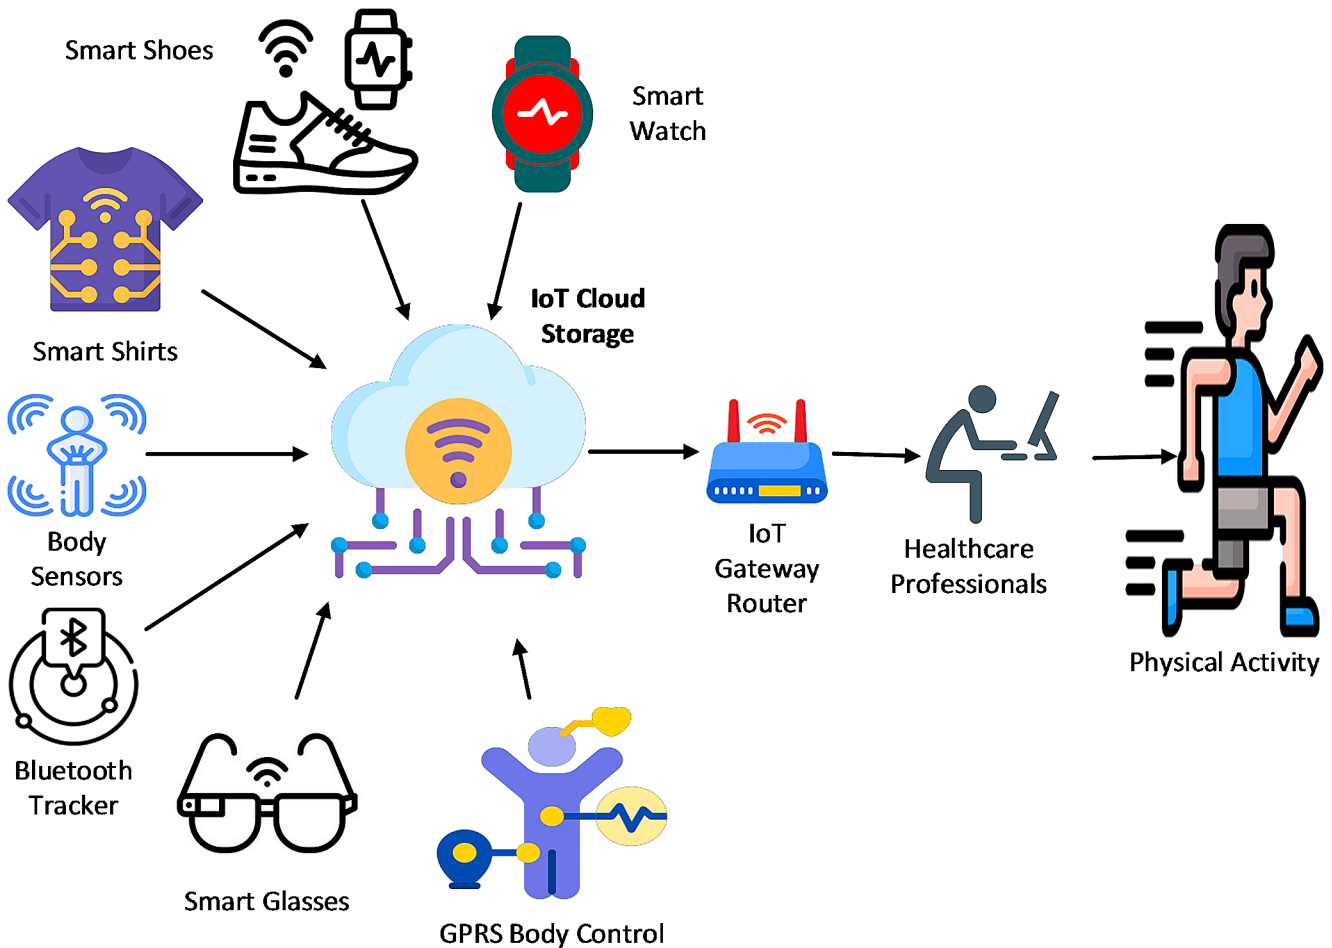 Smart Shoes
Smart
Watch
Smart Shirts
IoT Cloud
Storage
Body
Sensors
IoT
Gateway
Router
Healthcare
Professionals
Physical Activity
Bluetooth
Tracker
Smart Glasses
GPRS Body Control